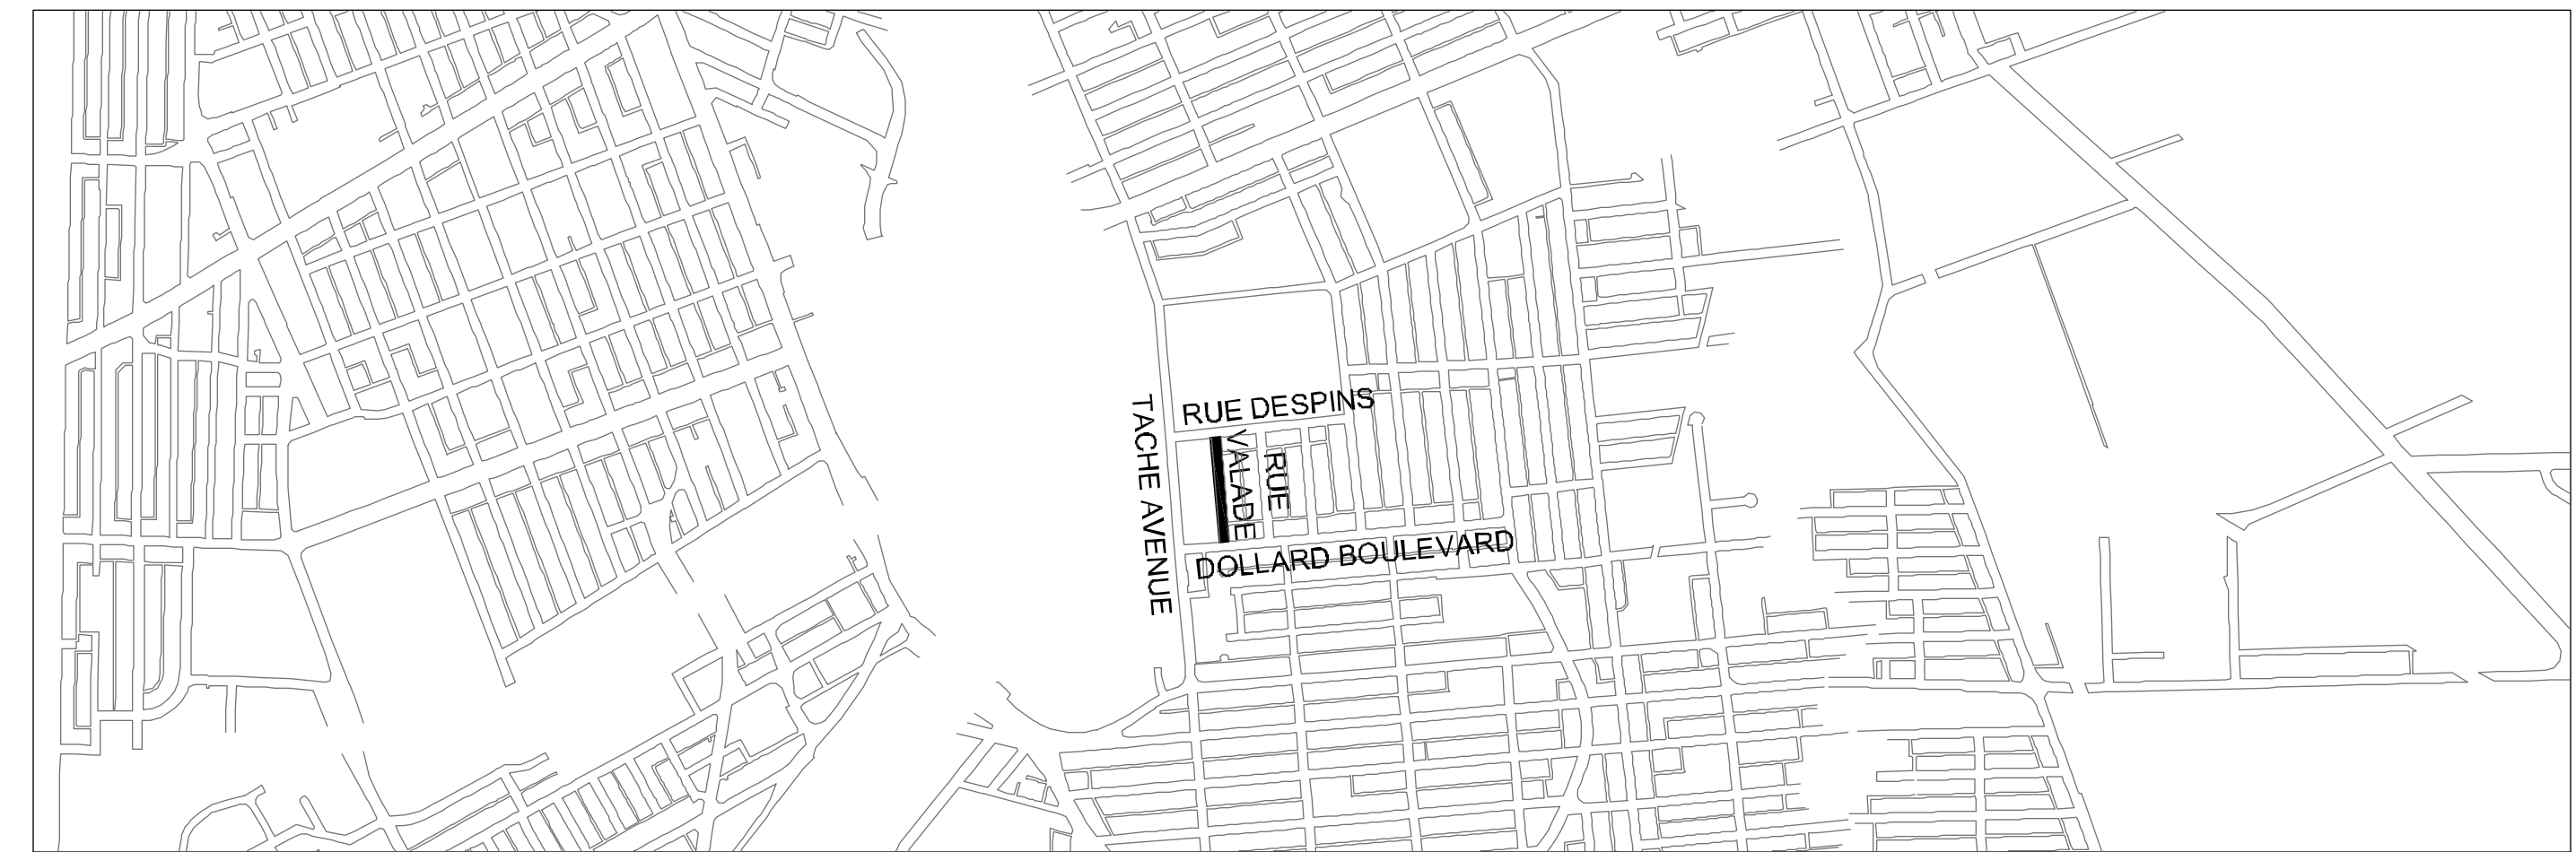 RUE DESPINS
TACHE AVENUE
VALADE
RUE
DOLLARD BOULEVARD